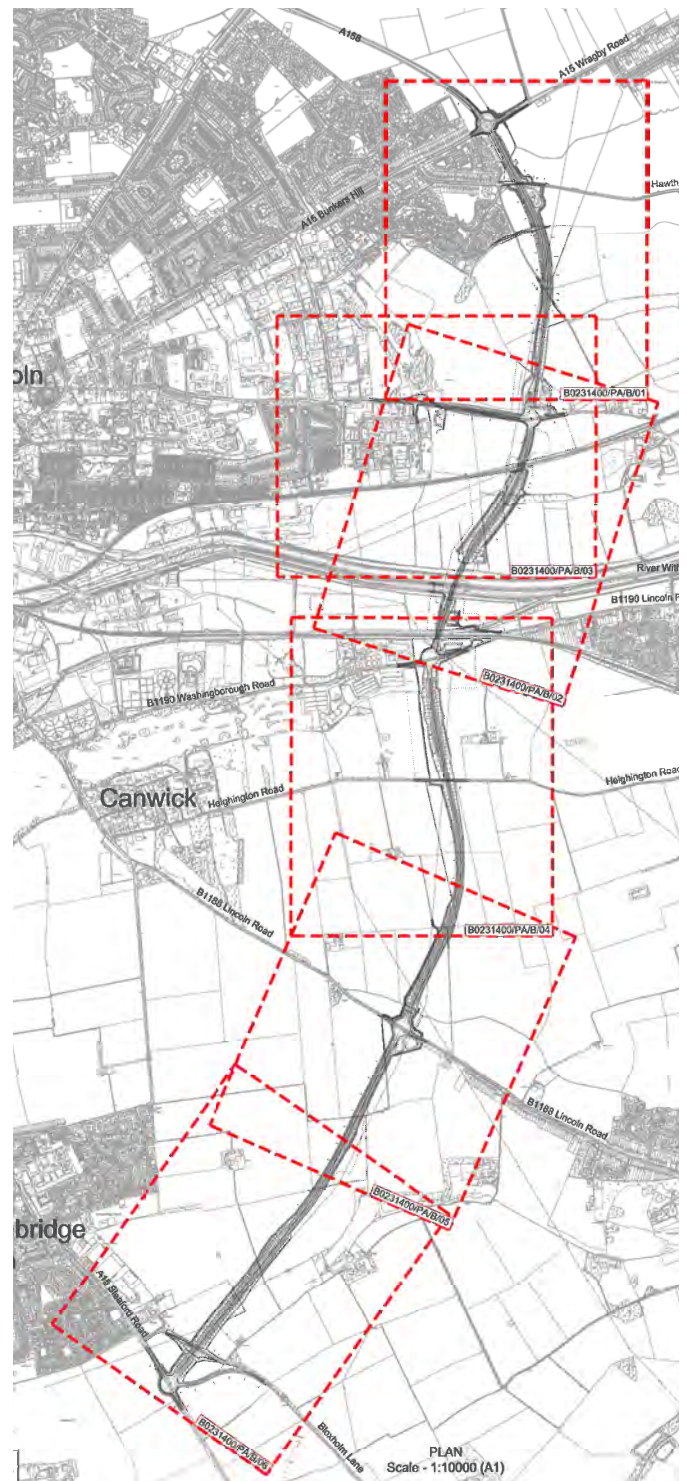 A158
A15 Wragby Road
Hawth
A15 Bunkers Hill
oln
B0231400/PA/B/01
B0231400/PA/B/03
River With
B1190 Lincoln R
B0231400/PA/B/02
B1190 Washingborough Road
Heighington Road
Canwick
Heighington Road
B1188 Lincoln Road
B0231400/PA/B/04
B1188 Lincoln Road
B0231400/PA/B/05
bridge
A15 Sleaford Road
B0231400/PA/B/06
Bloxholm Lane
PLAN
Scale - 1:10000 (A1)